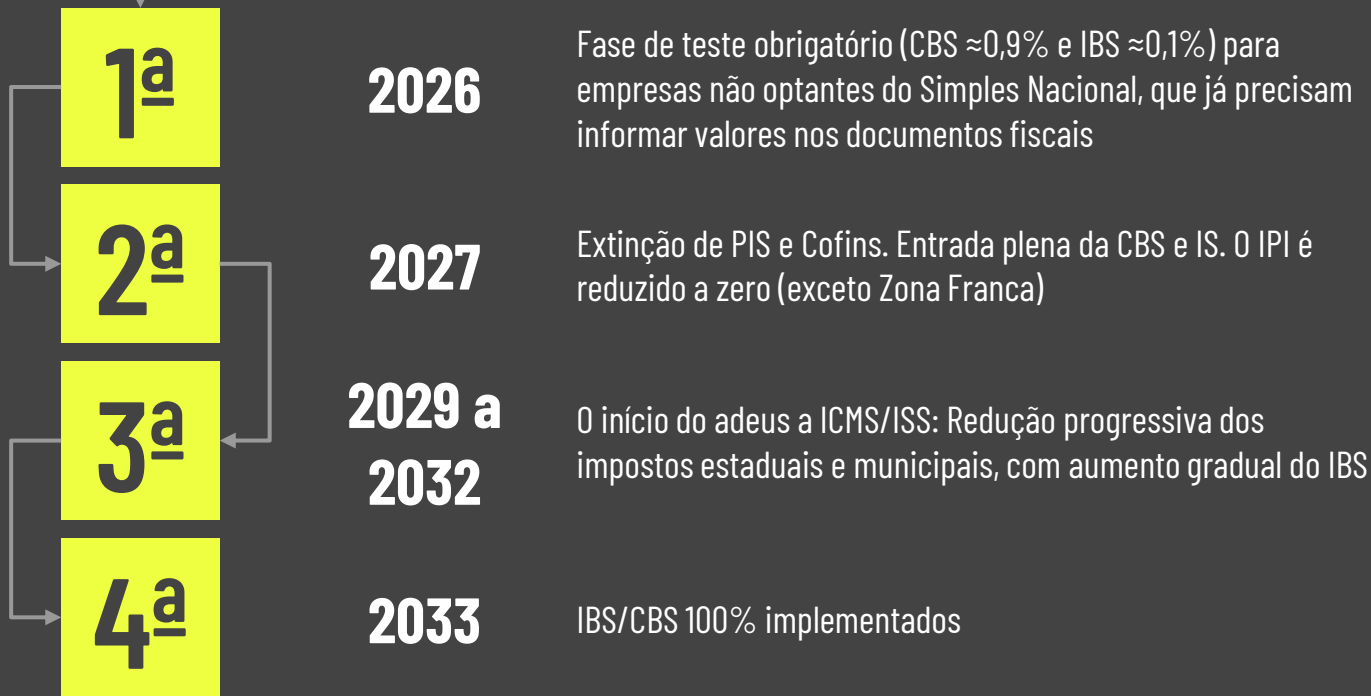 1ª
2026
Fase de teste obrigatório (CBS ≈0,9% e IBS ≈0,1%) para
empresas não optantes do Simples Nacional, que já precisam
informar valores nos documentos fiscais
2ª
2027
Extinção de PIS e Cofins. Entrada plena da CBS e IS. O IPI é
reduzido a zero (exceto Zona Franca)
3ª
2029 a
2032
O início do adeus a ICMS/ISS: Redução progressiva dos
impostos estaduais e municipais, com aumento gradual do IBS
4ª
2033
IBS/CBS 100% implementados